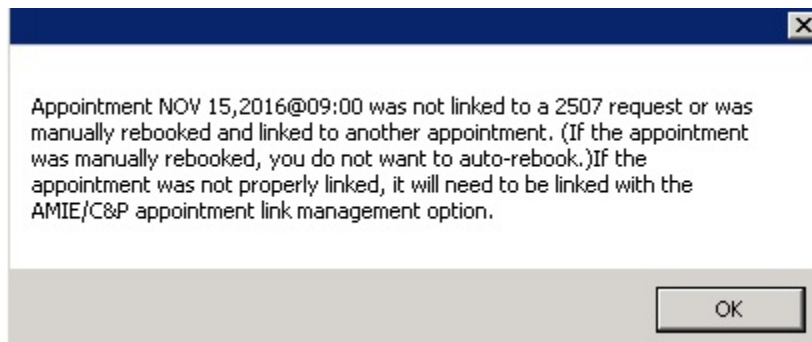 Appointment NOV 15,2016@09:00 was not linked to a 2507 request or was
manually rebooked and linked to another appointment. (If the appointment
was manually rebooked, you do not want to auto-rebook.)If the
appointment was not properly linked, it will need to be linked with the
AMIE/C&P appointment link management option.
OK